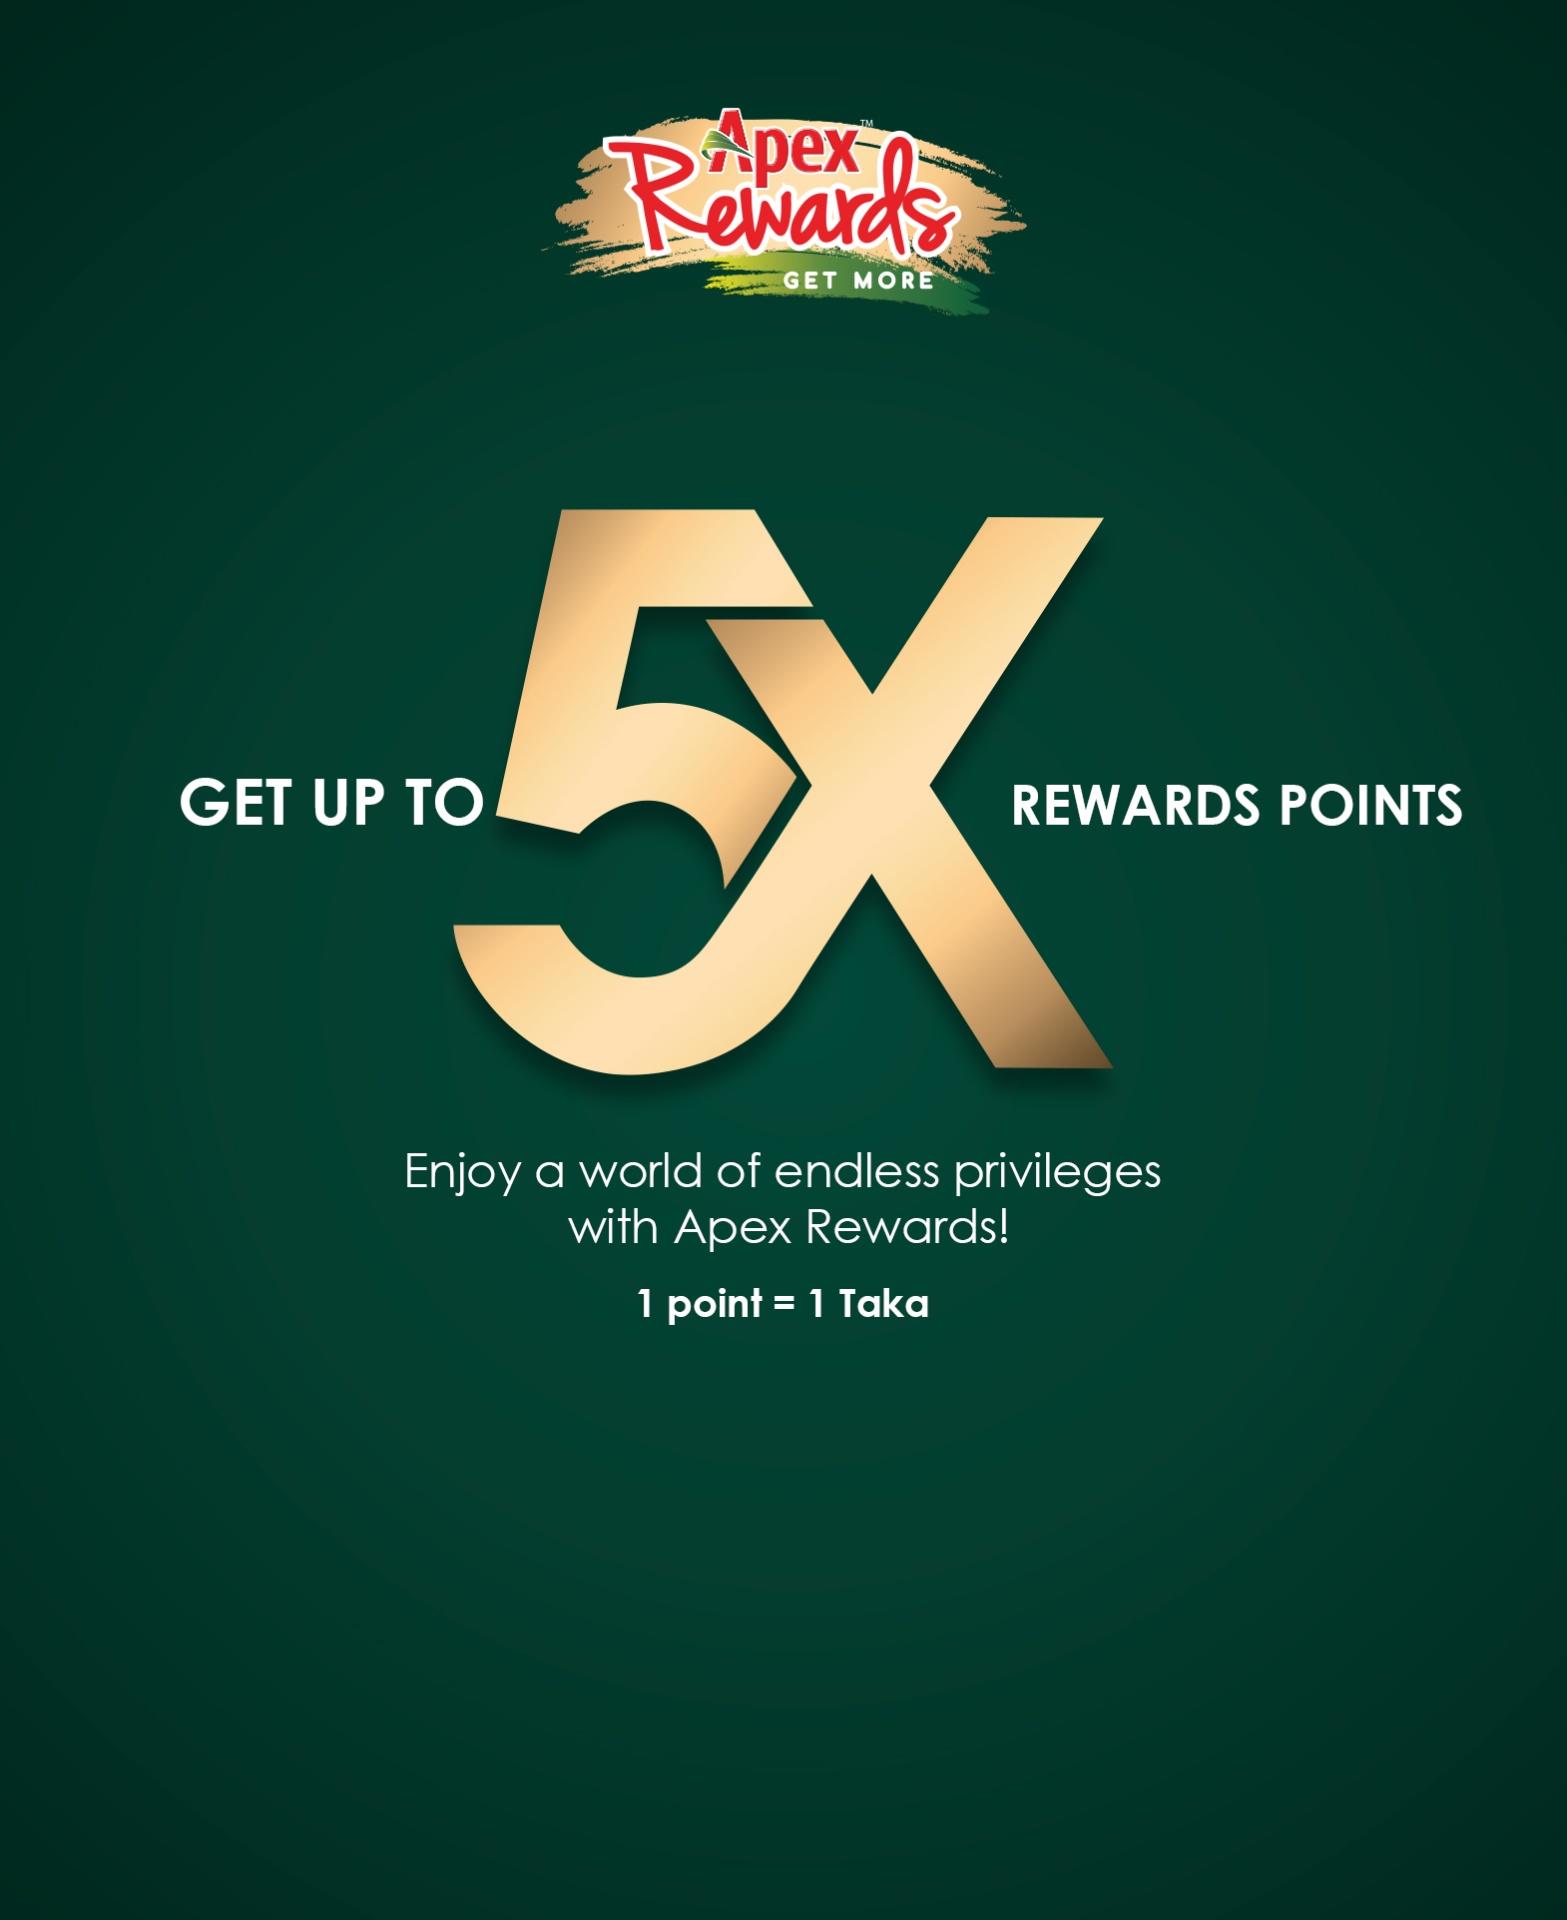 Apex™
Rewards
GET MORE
GET UP TO 5X REWARDS POINTS
Enjoy a world of endless privileges
with Apex Rewards!
1 point = 1 Taka